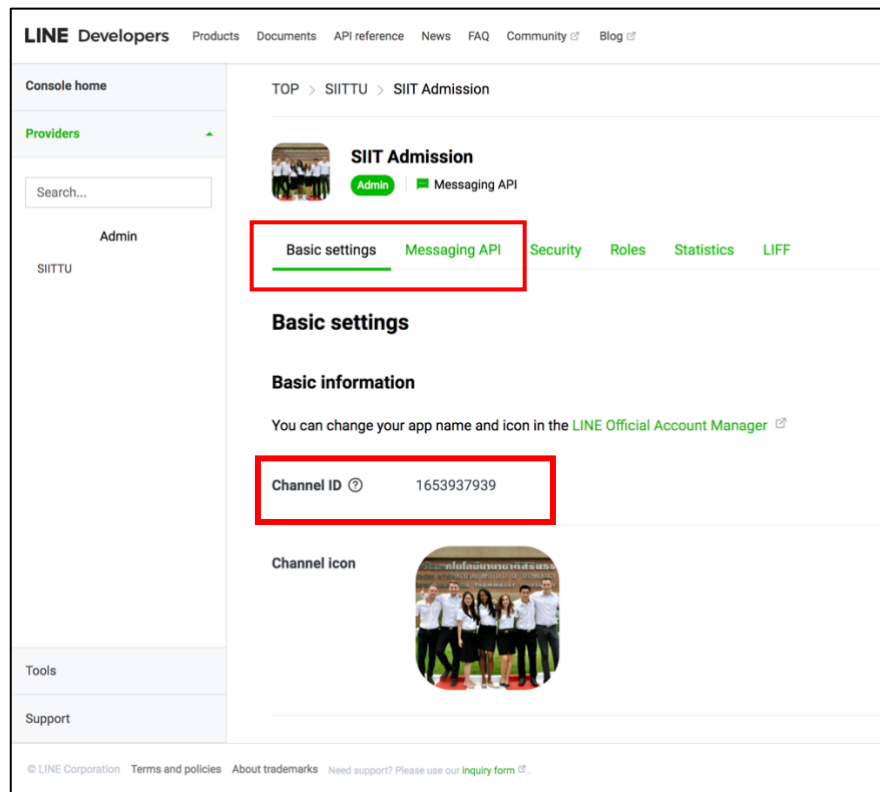 LINE Developers Products Documents API reference News FAQ Community Blog
Console home
TOP > SIITTU > SIIT Admission
Providers
SIIT Admission
Admin Messaging API
Search...
Admin
SIITTU
Basic settings Messaging API Security Roles Statistics LIFF
Basic settings
Basic information
You can change your app name and icon in the LINE Official Account Manager
Channel ID ? 1653937939
Channel icon
Tools
Support
© LINE Corporation Terms and policies About trademarks Need support? Please use our inquiry form .